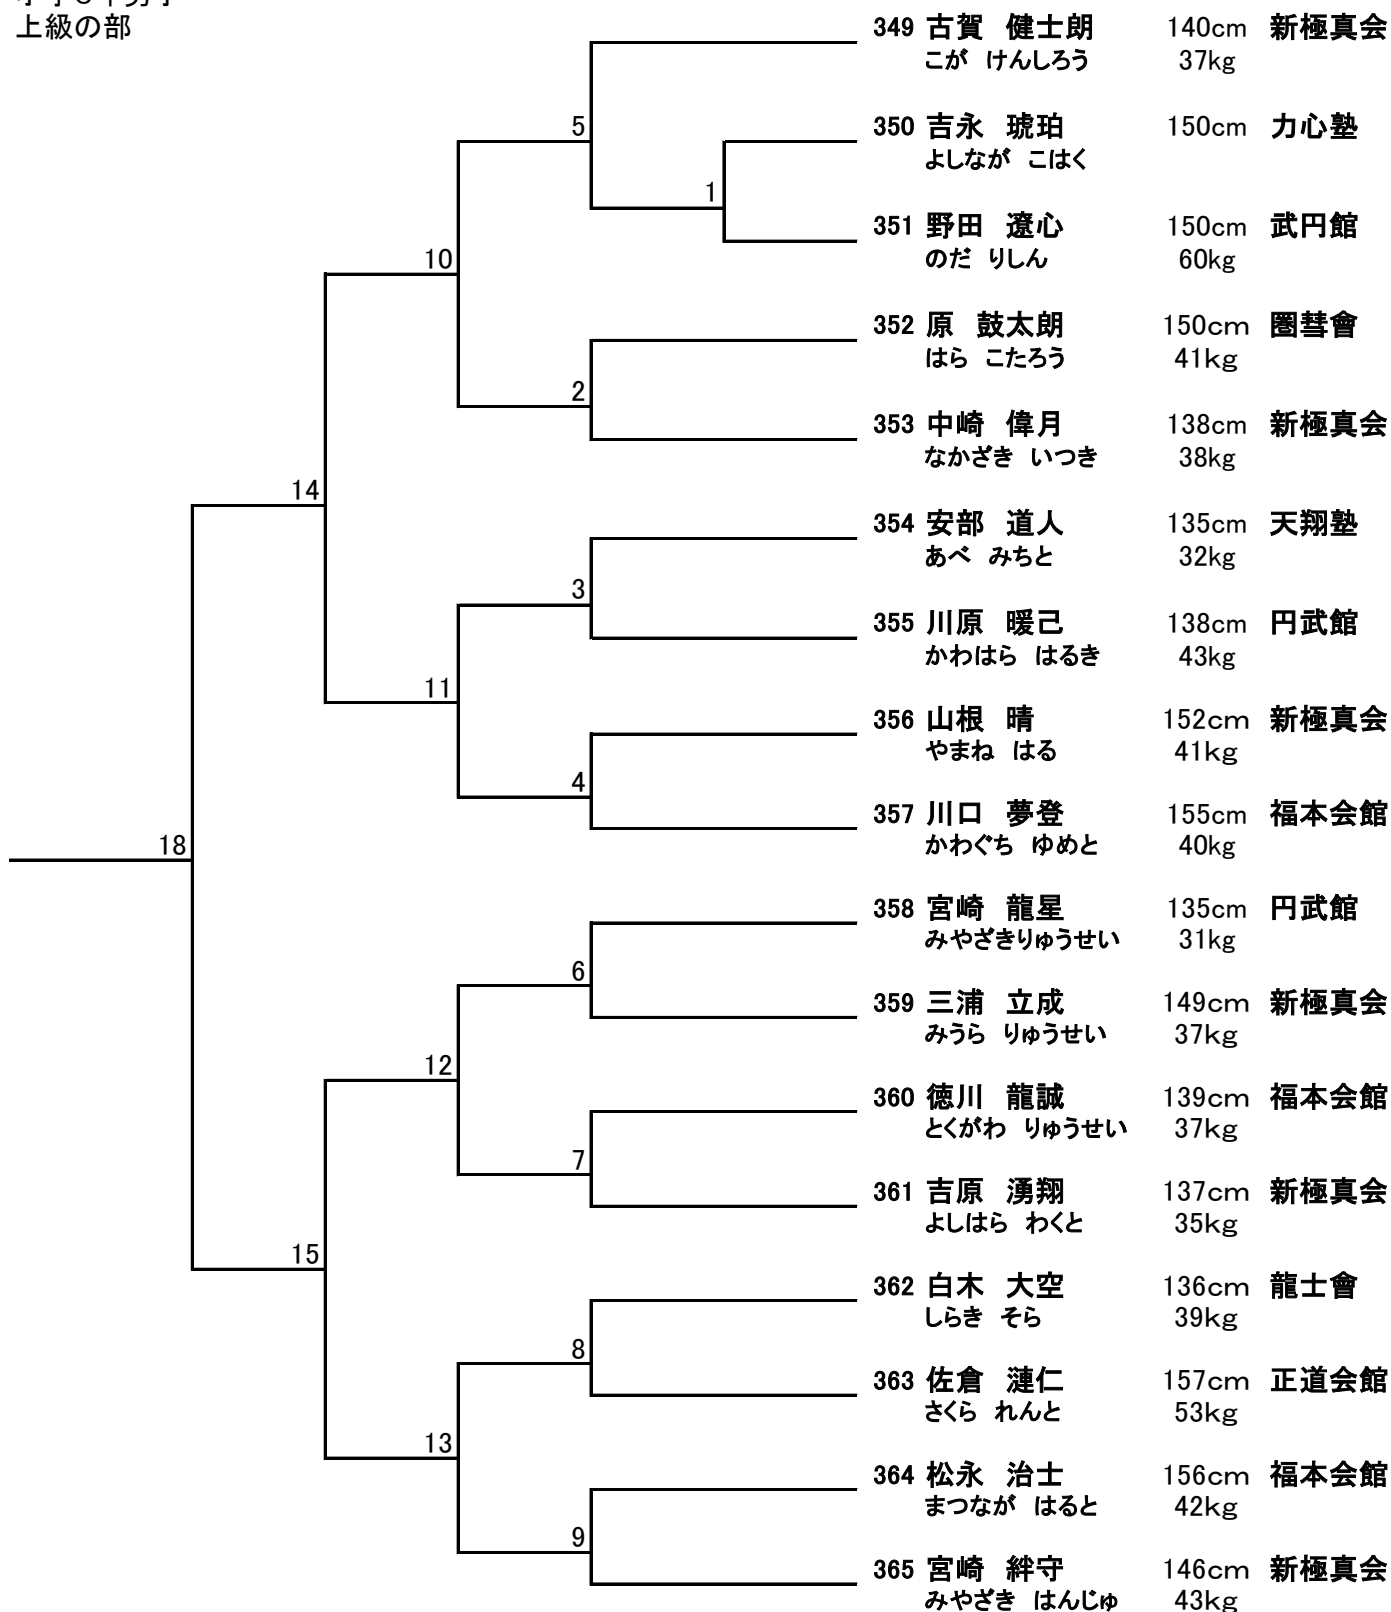 上級の部
349 古賀　健士朗 140cm 新極真会
こが けんしろう 37kg
5
350 吉永　琥珀 150cm 力心塾
よしなが こはく
1
351 野田　遼心 150cm 武円館
のだ りしん 60kg
10
352 原　鼓太朗 150cm 圏彗會
はら こたろう 41kg
2
353 中崎　偉月 138cm 新極真会
なかざき いつき 38kg
14
354 安部　道人 135cm 天翔塾
あべ みちと 32kg
3
355 川原　暖己 138cm 円武館
かわはら はるき 43kg
11
356 山根　晴 152cm 新極真会
やまね はる 41kg
4
357 川口　夢登 155cm 福本会館
かわぐち ゆめと 40kg
18
358 宮崎　龍星 135cm 円武館
みやざきりゅうせい 31kg
6
359 三浦　立成 149cm 新極真会
みうら りゅうせい 37kg
12
360 徳川　龍誠 139cm 福本会館
とくがわ りゅうせい 37kg
7
361 吉原　湧翔 137cm 新極真会
よしはら わくと 35kg
15
362 白木　大空 136cm 龍士會
しらき そら 39kg
8
363 佐倉　漣仁 157cm 正道会館
さくら れんと 53kg
13
364 松永　治士 156cm 福本会館
まつなが はると 42kg
9
365 宮崎　絆守 146cm 新極真会
みやざき はんじゅ 43kg